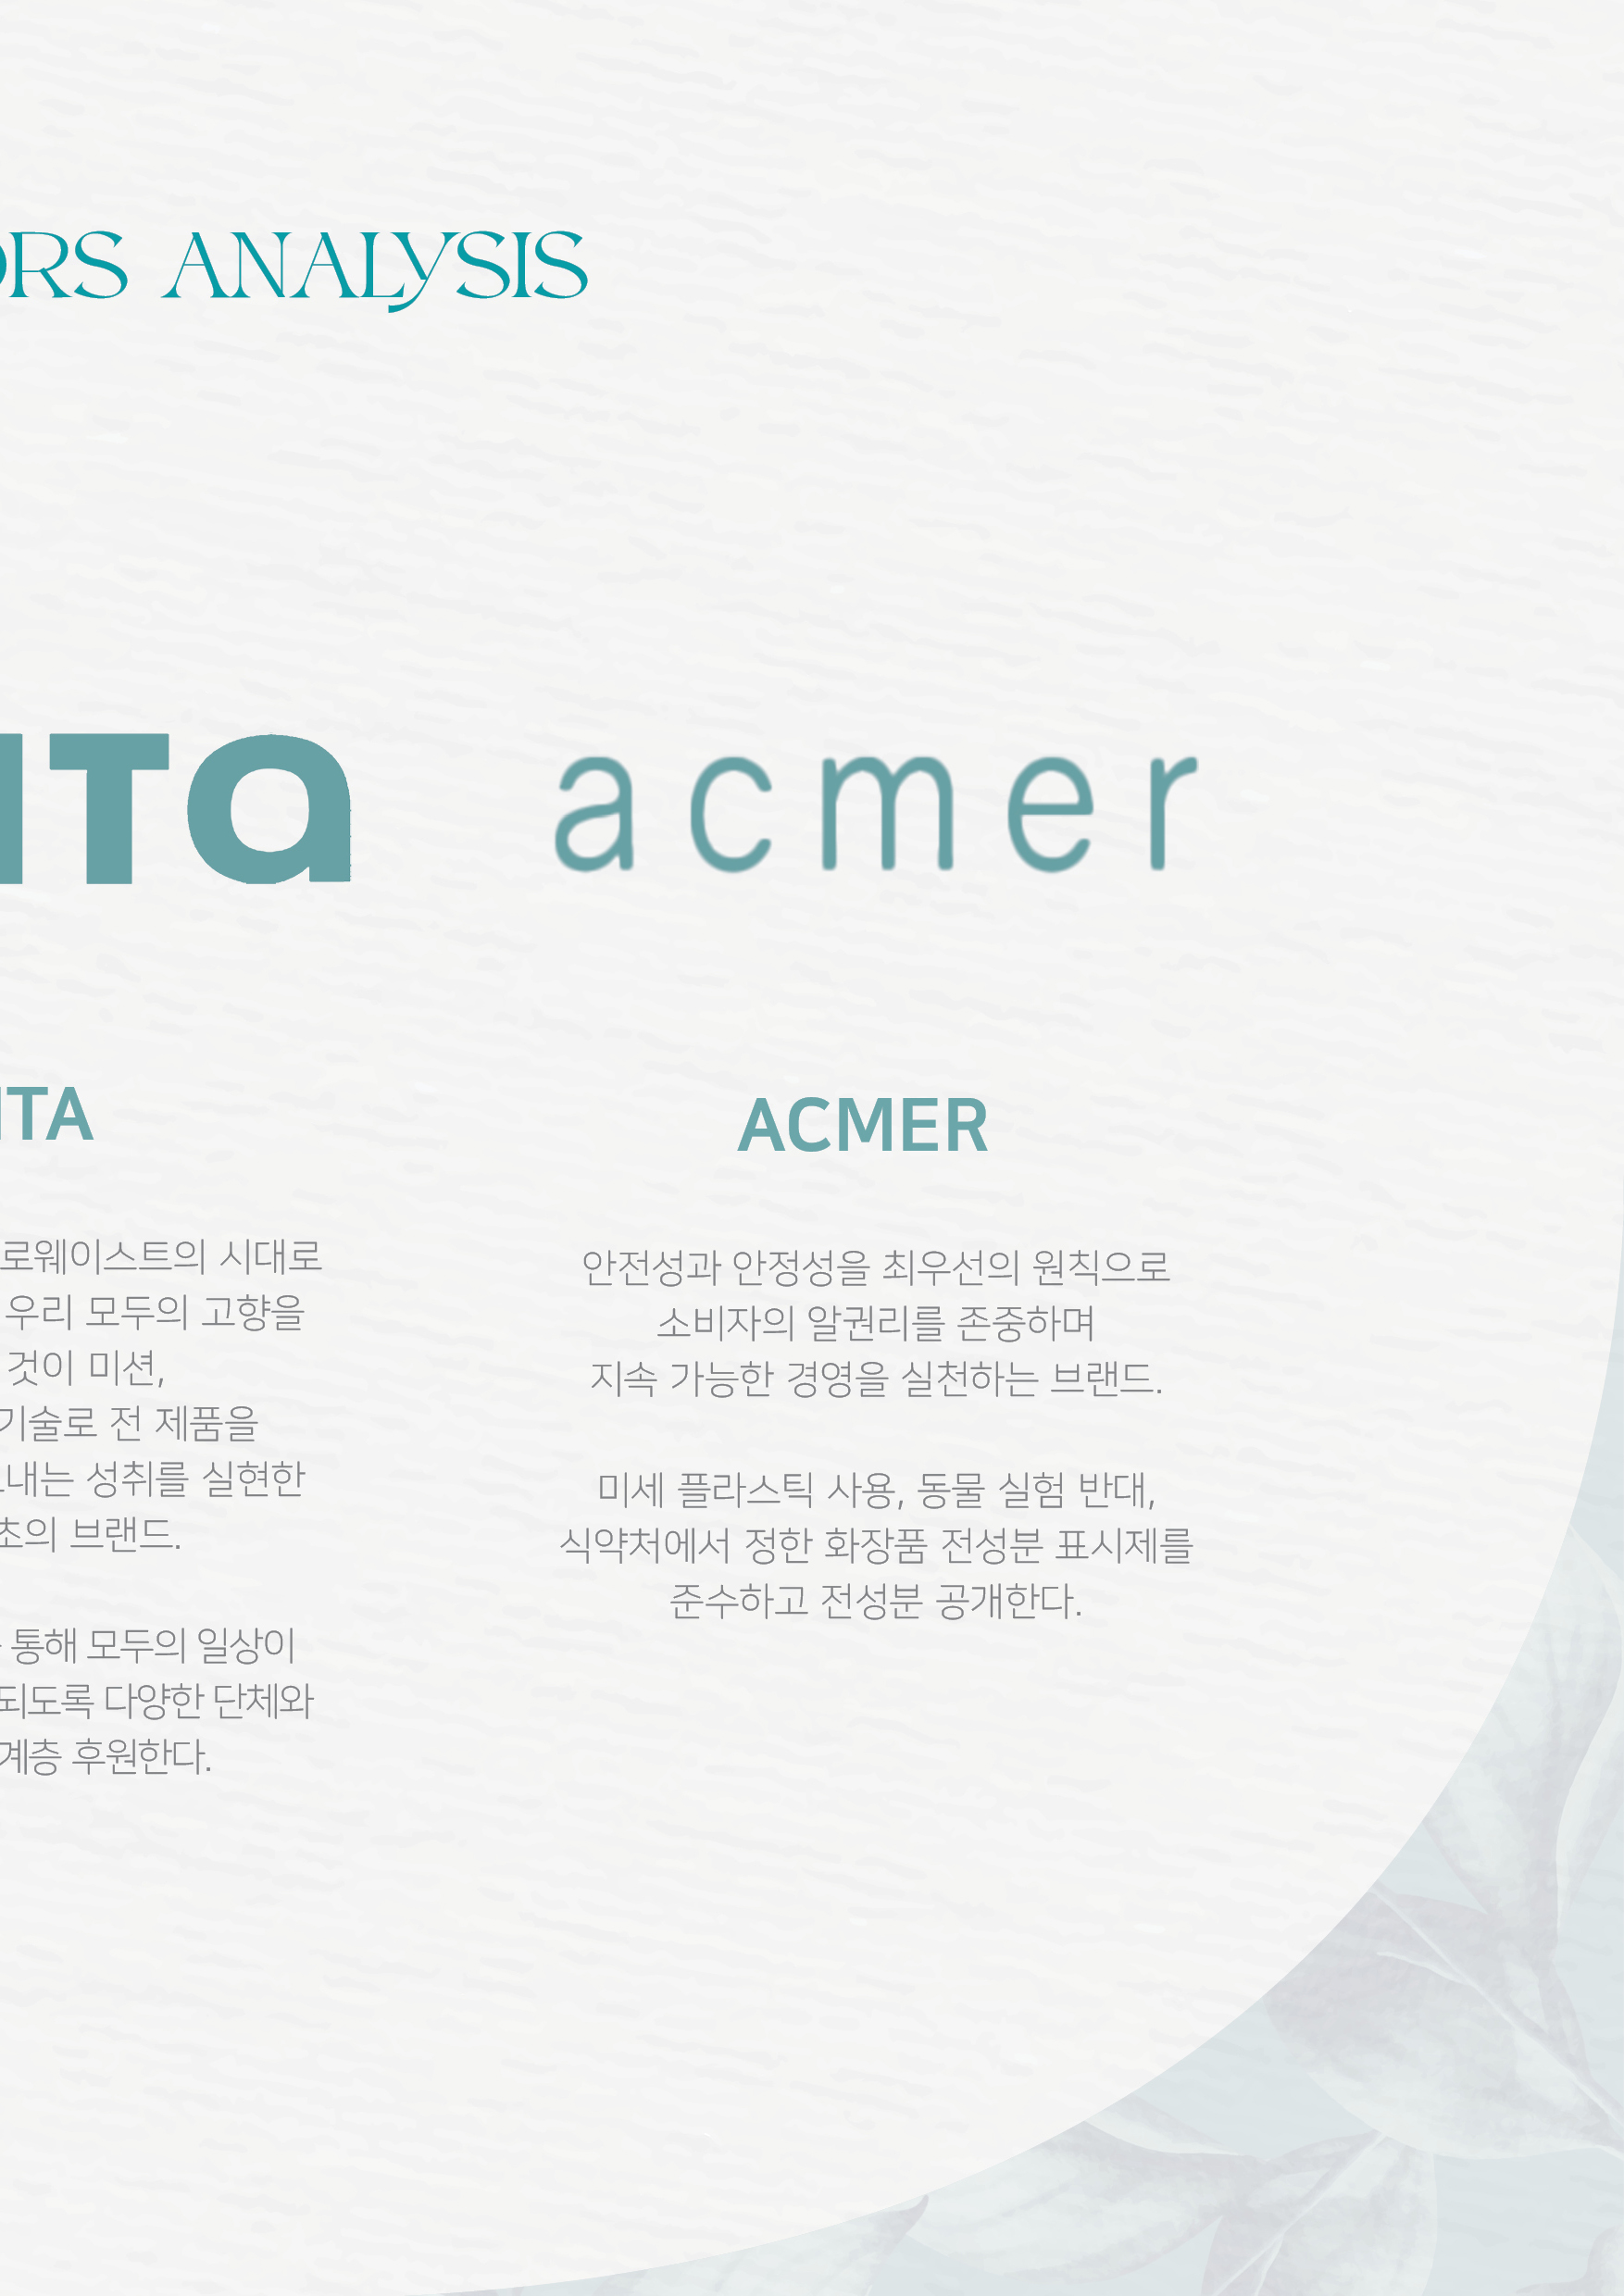 ORS ANALYSIS
ITa
acmer
ITA
로웨이스트의 시대로
우리 모두의 고향을
것이 미션,
기술로 전 제품을
내는 성취를 실현한
초의 브랜드.
통해 모두의 일상이
되도록 다양한 단체와
계층 후원한다.
ACMER
안전성과 안정성을 최우선의 원칙으로
소비자의 알권리를 존중하며
지속 가능한 경영을 실천하는 브랜드.
미세 플라스틱 사용, 동물 실험 반대,
식약처에서 정한 화장품 전성분 표시제를
준수하고 전성분 공개한다.